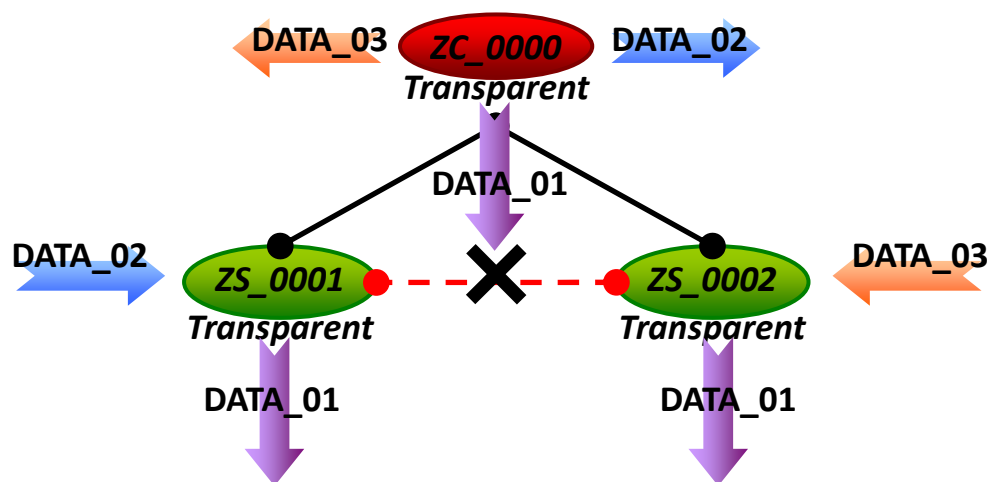 DATA_03
ZC_0000
DATA_02
Transparent
DATA_01
DATA_02
ZS_0001
ZS_0002
DATA_03
Transparent
Transparent
DATA_01
DATA_01